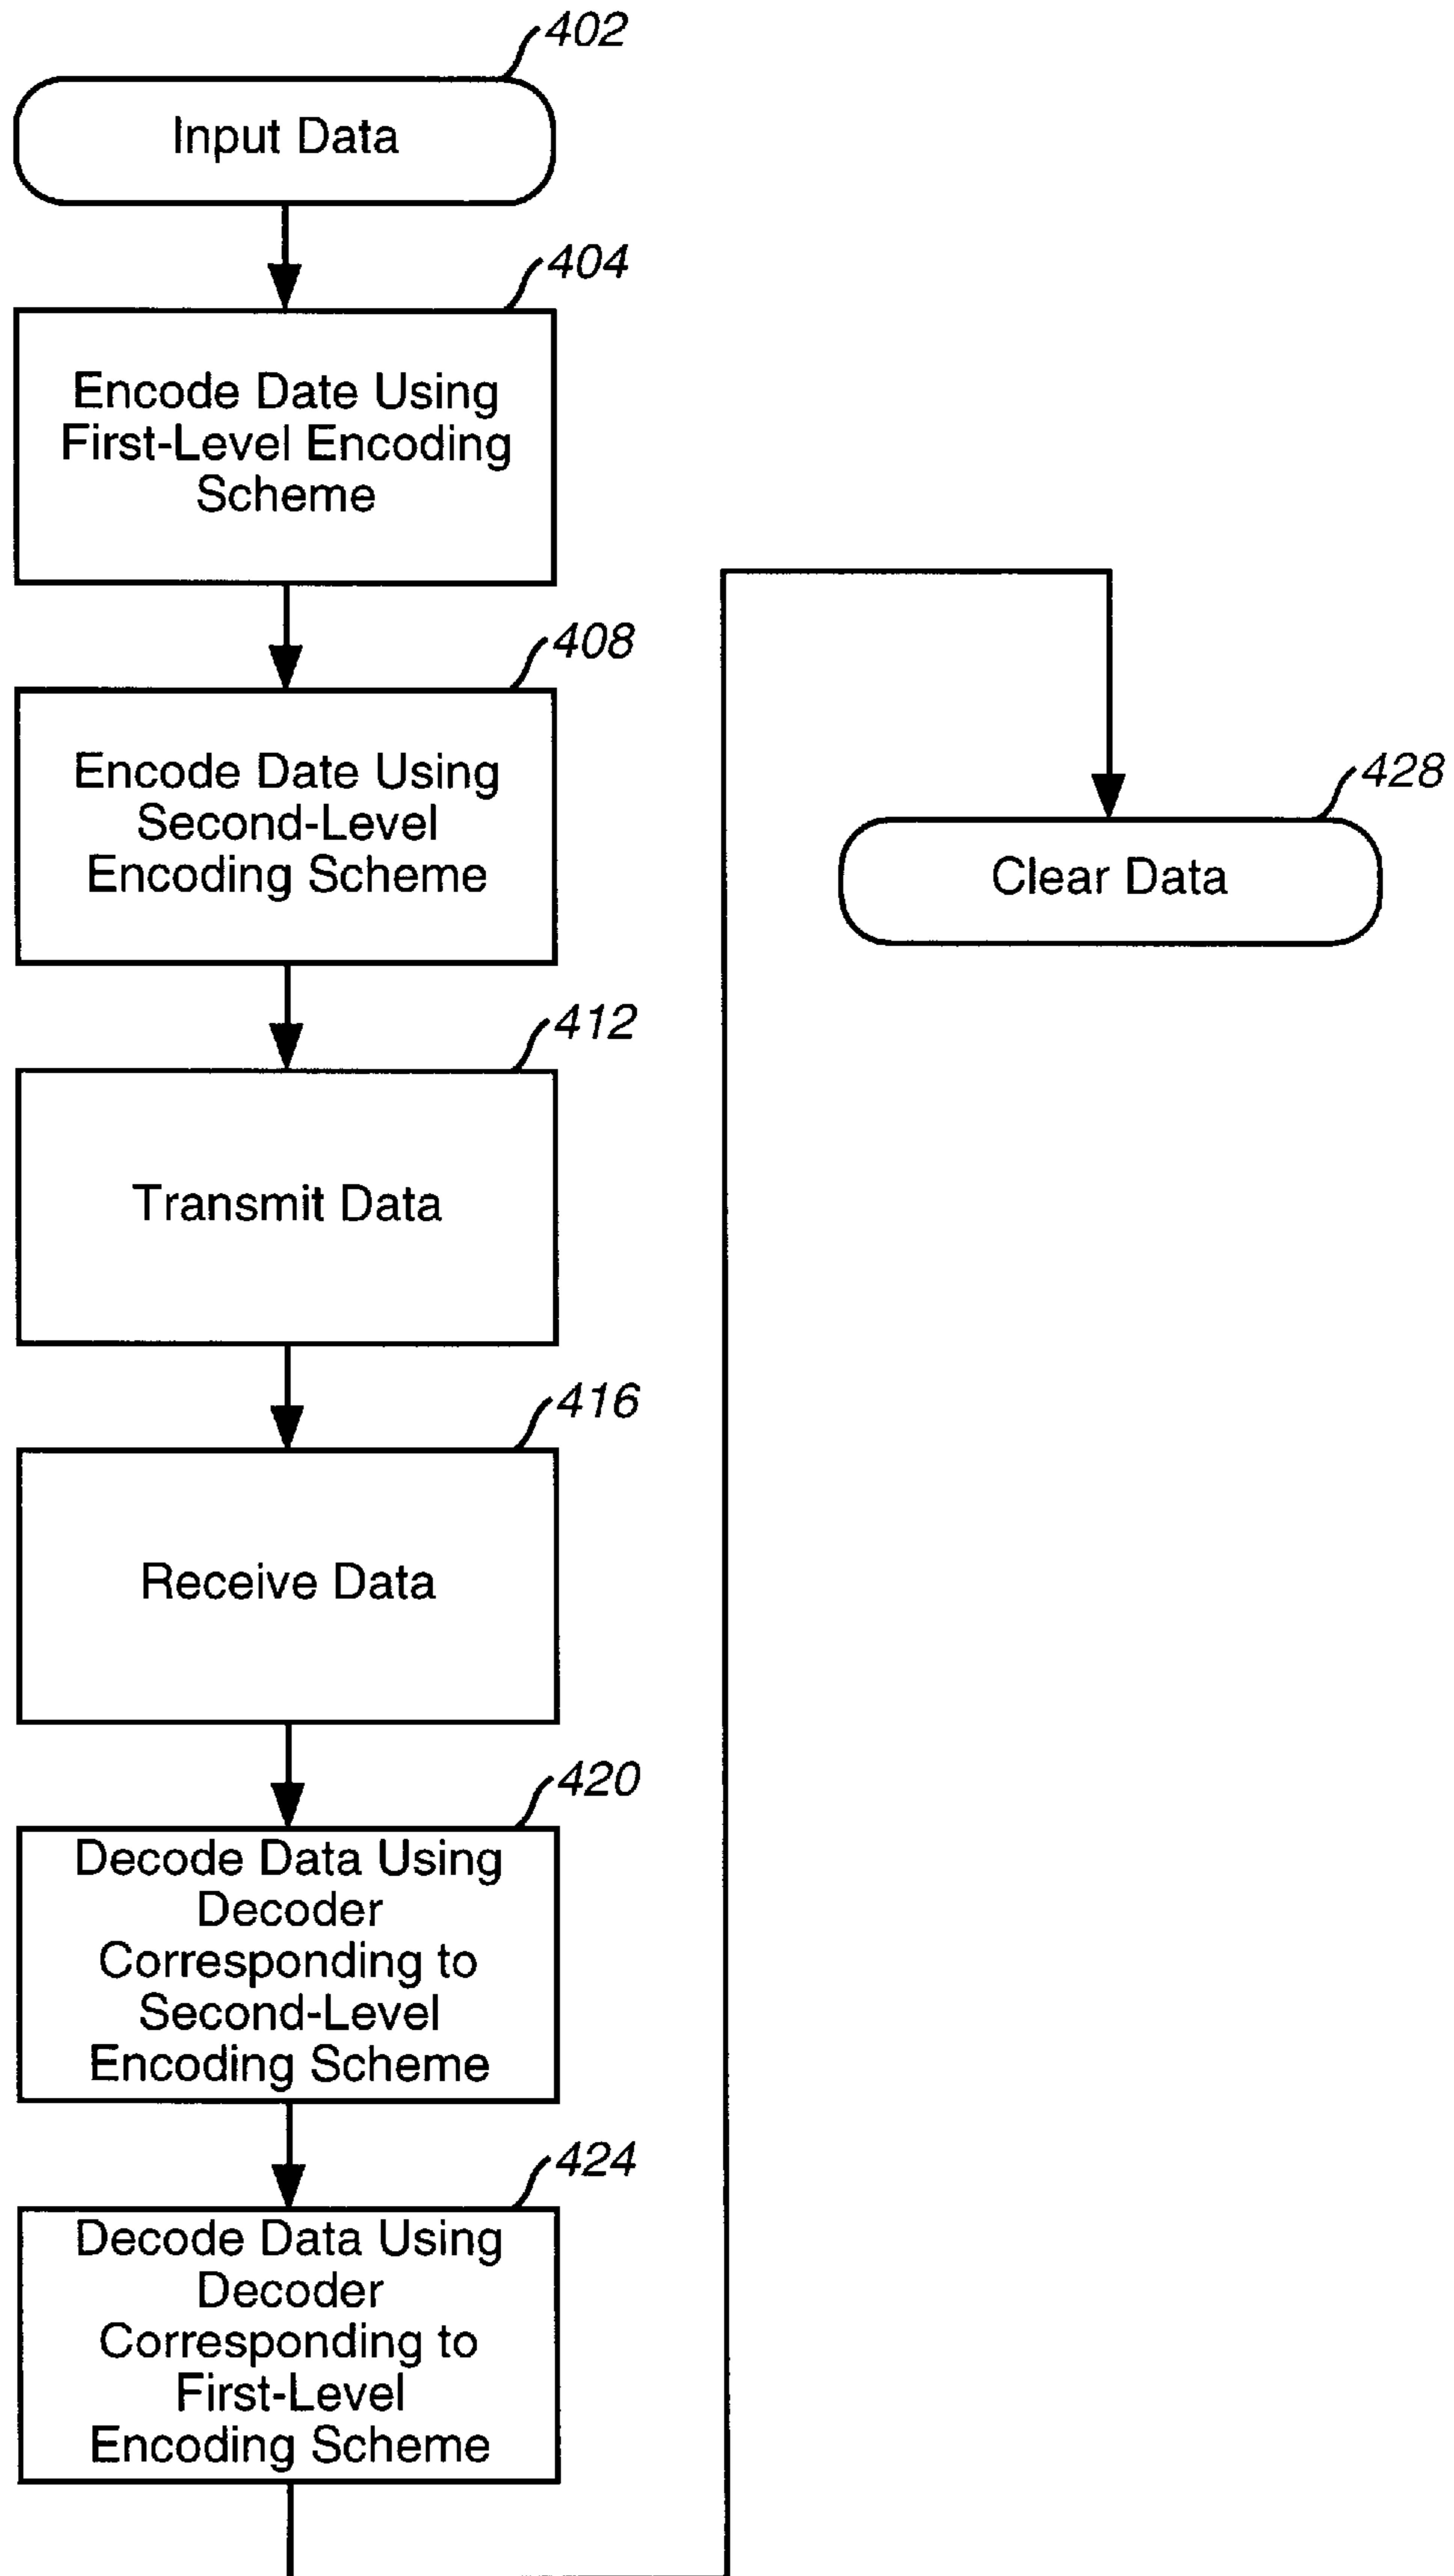 402
Input Data
404
Encode Date Using
First-Level Encoding
Scheme
408
Encode Date Using
Second-Level
Encoding Scheme
412
Transmit Data
416
Receive Data
420
Decode Data Using
Decoder
Corresponding to
Second-Level
Encoding Scheme
424
Decode Data Using
Decoder
Corresponding to
First-Level
Encoding Scheme
428
Clear Data